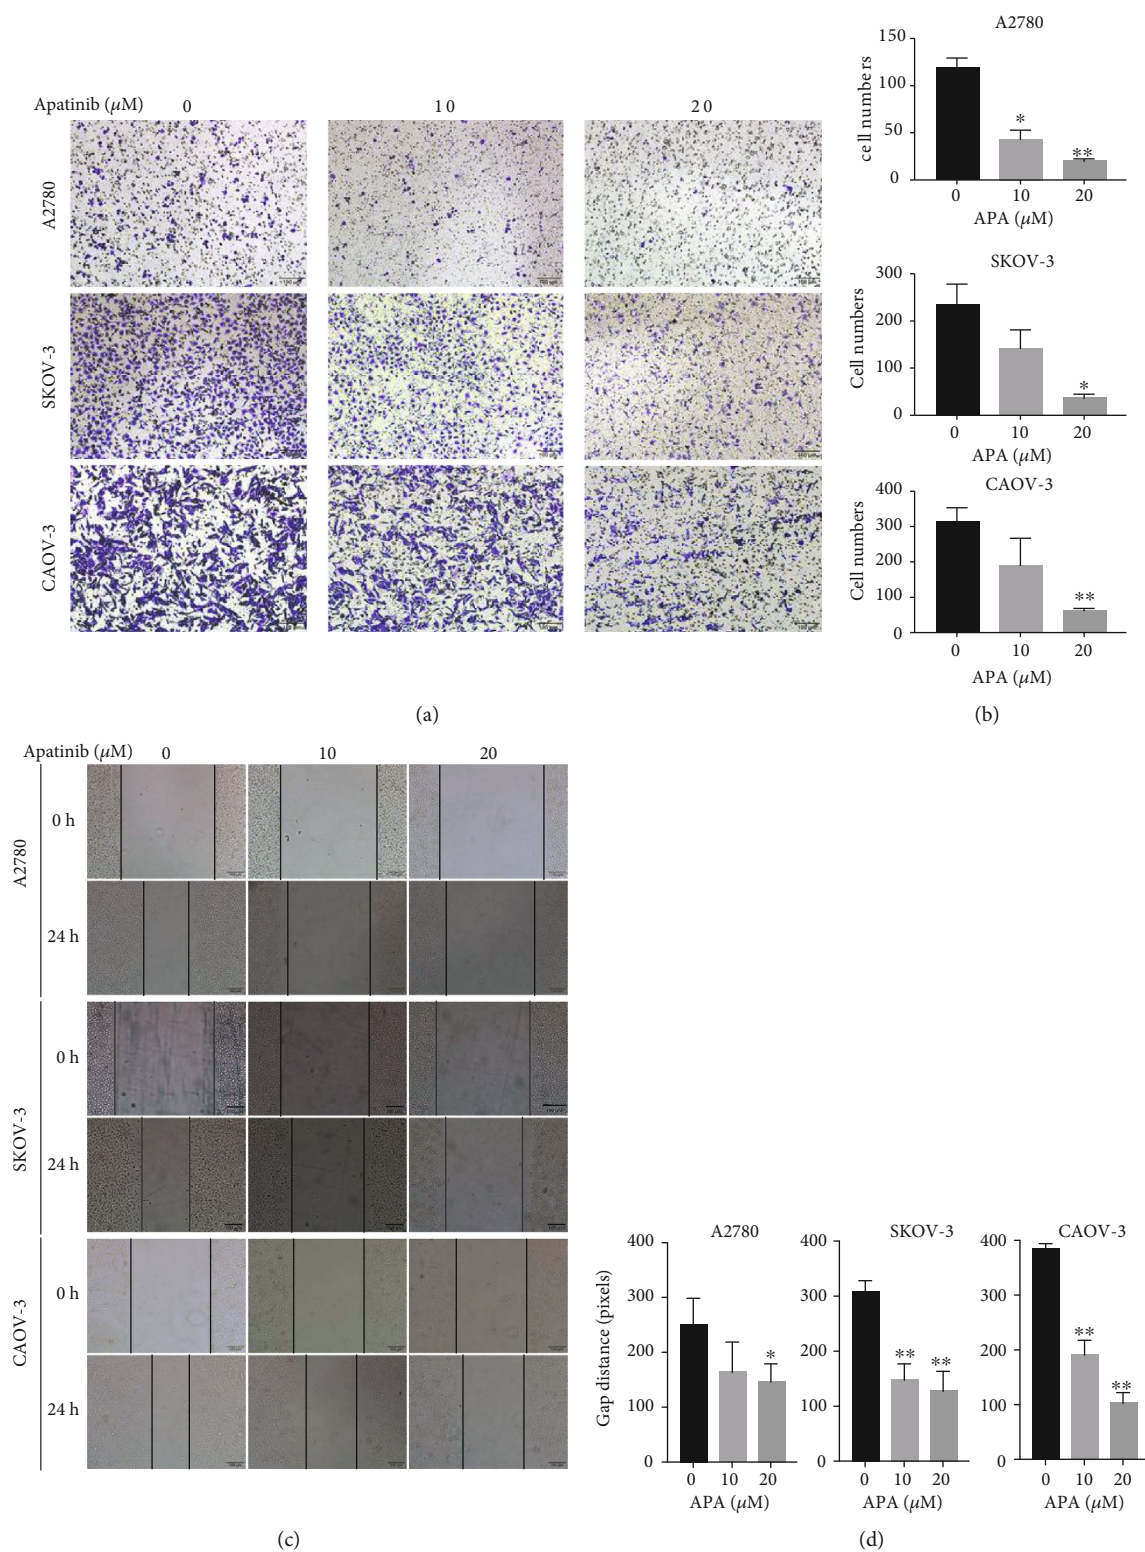 Apatinib (μM) 0 10 20
A2780
SKOV-3
CAOV-3
(a)
A2780
cell numbers
150
100
50
0
*
**
0 10 20
APA (μM)
SKOV-3
Cell numbers
300
200
100
0
*
0 10 20
APA (μM)
CAOV-3
Cell numbers
400
300
200
100
0
**
0 10 20
APA (μM)
(b)
Apatinib (μM) 0 10 20
A2780
0 h
24 h
SKOV-3
0 h
24 h
CAOV-3
0 h
24 h
(c)
A2780
Gap distance (pixels)
400
300
200
100
0
*
0 10 20
APA (μM)
SKOV-3
400
300
200
100
0
**
**
0 10 20
APA (μM)
CAOV-3
400
300
200
100
0
**
**
0 10 20
APA (μM)
(d)